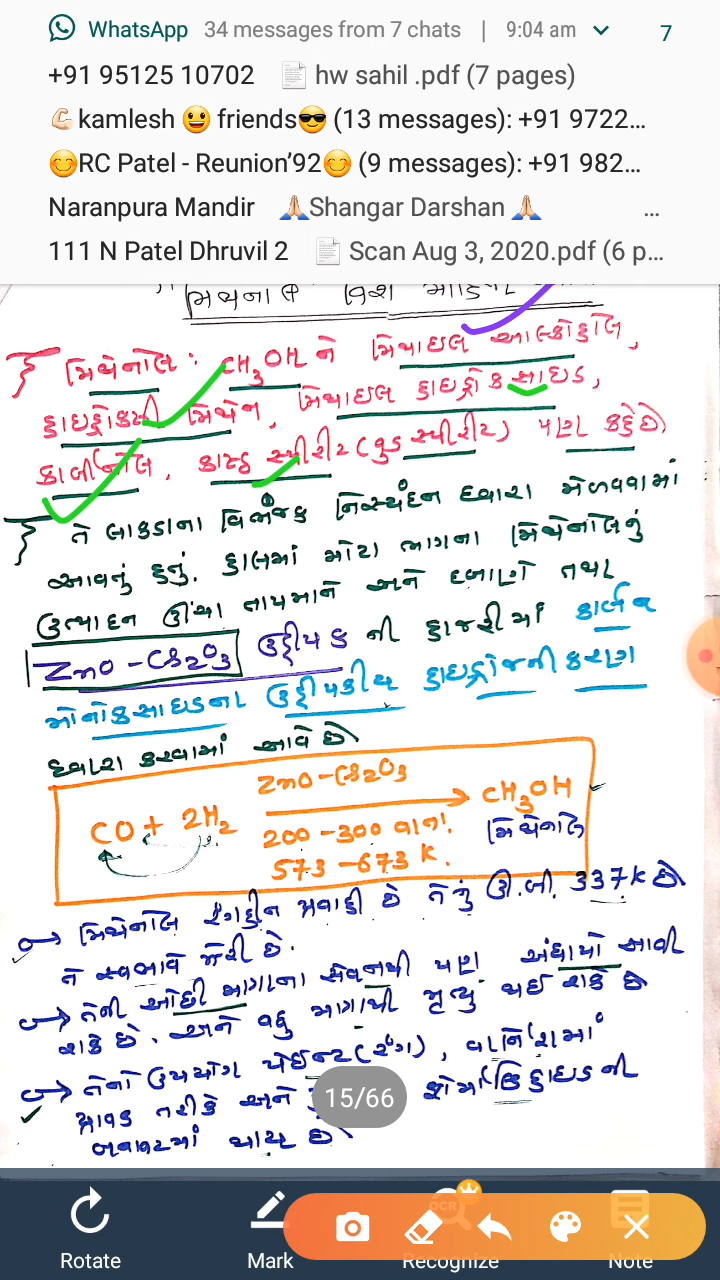 WhatsApp 34 messages from 7 chats | 9:04 am 7
+91 95125 10702 📄 hw sahil .pdf (7 pages)
💪🏻kamlesh 😃 friends😎 (13 messages): +91 9722...
😊RC Patel - Reunion’92😊 (9 messages): +91 982...
Naranpura Mandir 🙏🏻Shangar Darshan 🙏🏻 ...
111 N Patel Dhruvil 2 📄 Scan Aug 3, 2020.pdf (6 p...
મિથેનોલ વિશે
મિથેનોલ : CH₃OH ને મિથાઇલ આલ્કોહોલ,
હાઇડ્રોક્સી મિથેન, મિથાઇલ હાઇડ્રોકસાઇડ,
કાર્બીનોલ, કાષ્ઠ સ્પીરીટ (વુડ સ્પીરીટ) પણ કહે છે
તે લાકડાના વિભંજક નિસ્યંદન દ્વારા મેળવવામાં
આવતું હતું. હાલમાં મોટા ભાગના મિથેનોલનું
ઉત્પાદન ઊંચા તાપમાને અને દબાણે તથા
ZnO-Cr₂O₃ ઉદ્દીપક ની હાજરીમાં કાર્બન
મોનોકસાઇડના ઉદ્દીપકીય હાઇડ્રોજનીકરણ
દ્વારા કરવામાં આવે છે
ZnO-Cr₂O₃
CO + 2H₂ → CH₃OH
200-300 વાતા. મિથેનોલ
573-673 K.
→ મિથેનોલ રંગહીન પ્રવાહી છે તેનું ઉ.બિં. 337K છે
તે સ્વભાવે ઝેરી છે.
→ તેની ઓછી માત્રાના સેવનથી પણ અંધાપો આવી
શકે છે. અને વધુ માત્રાથી મૃત્યુ થઈ શકે છે
→ તેનો ઉપયોગ પેઇન્ટ (રંગ), વાર્નિશમાં
દ્રાવક તરીકે અને ફોર્માલ્ડિહાઇડની
બનાવટમાં થાય છે
15/66
Rotate Mark Recognize Note
OCR